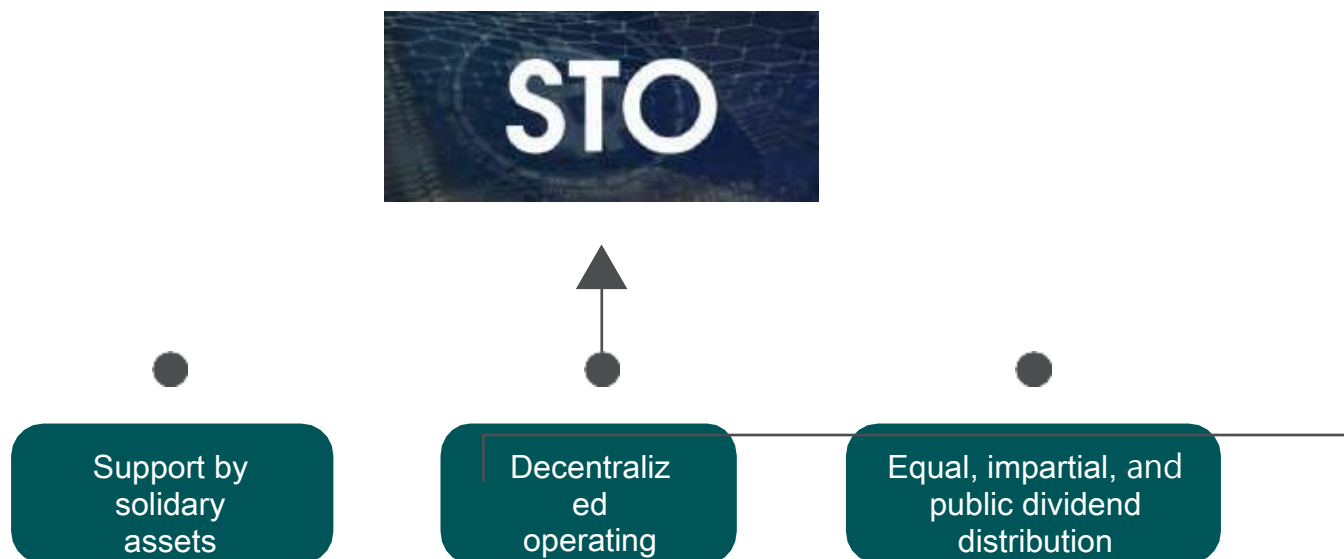 STO
Support by
solidary
assets
Decentraliz
ed
operating
Equal, impartial, and
public dividend
distribution